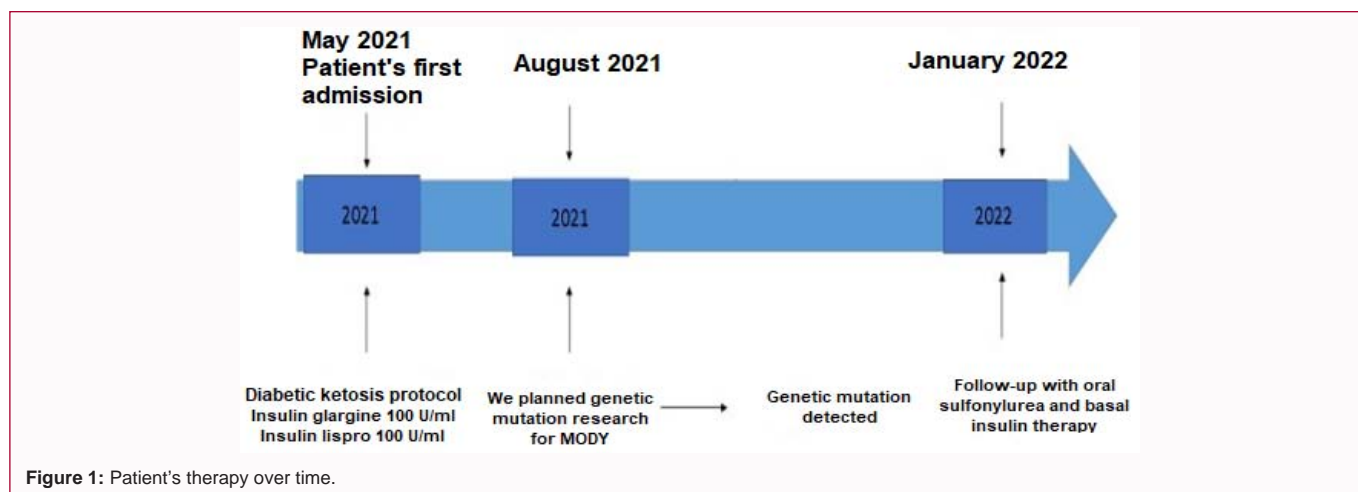 May 2021
Patient's first
admission
August 2021
January 2022
2021
2021
2022
Diabetic ketosis protocol
Insulin glargine 100 U/ml
Insulin lispro 100 U/ml
We planned genetic
mutation research
for MODY
Genetic mutation
detected
Follow-up with oral
sulfonylurea and basal
insulin therapy
Figure 1: Patient's therapy over time.